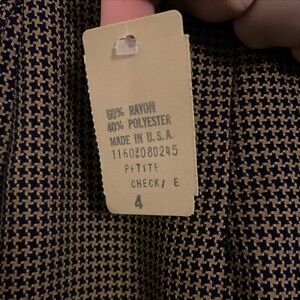 60% RAYON
40% POLYESTER
MADE IN U.S.A.
11602080245
PETITE
CHECK/ E
4